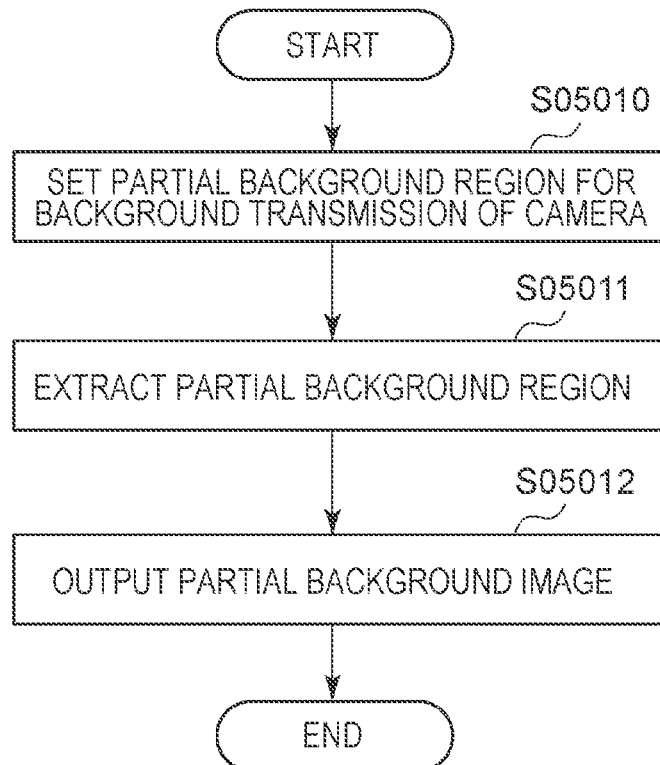 START
S05010
SET PARTIAL BACKGROUND REGION FOR
BACKGROUND TRANSMISSION OF CAMERA
S05011
EXTRACT PARTIAL BACKGROUND REGION
S05012
OUTPUT PARTIAL BACKGROUND IMAGE
END